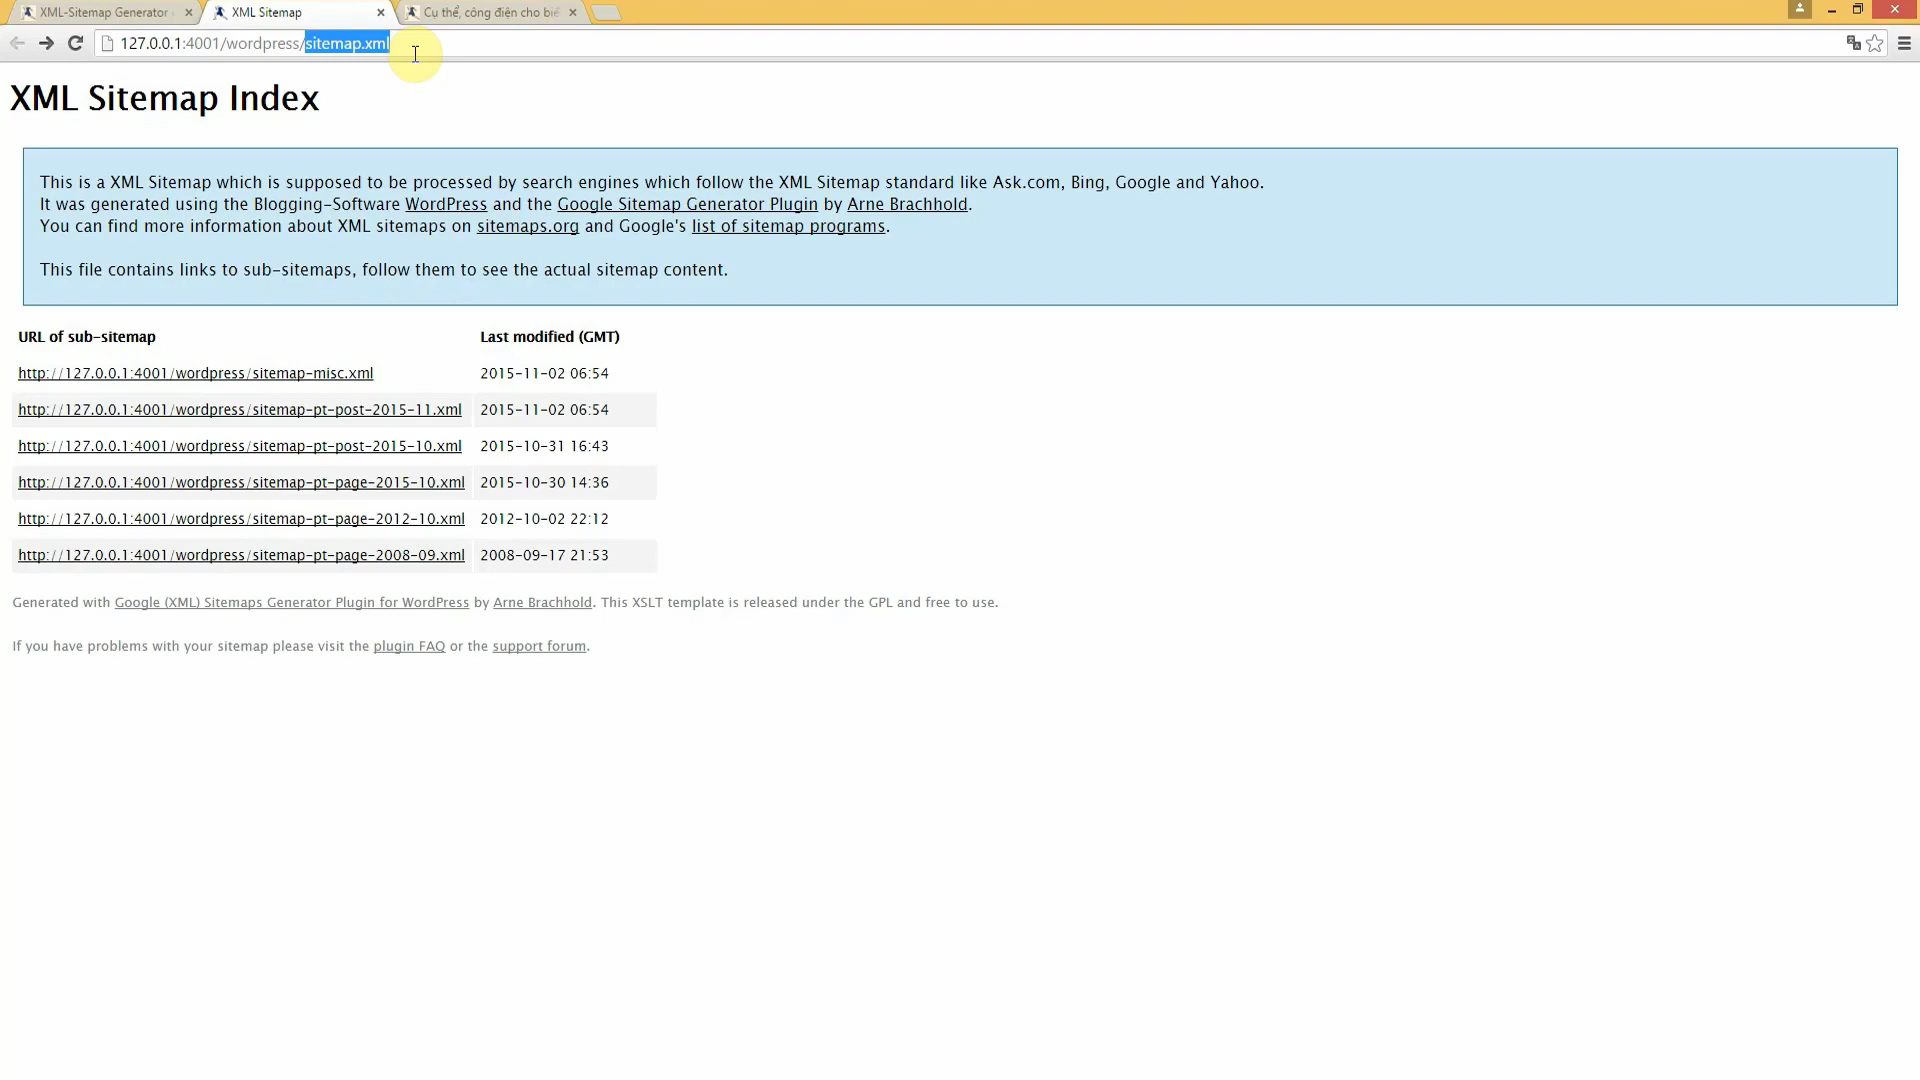 XML-Sitemap Generator
XML Sitemap
Cụ thể, công điện cho biế
127.0.0.1:4001/wordpress/sitemap.xml
XML Sitemap Index
This is a XML Sitemap which is supposed to be processed by search engines which follow the XML Sitemap standard like Ask.com, Bing, Google and Yahoo.
It was generated using the Blogging-Software WordPress and the Google Sitemap Generator Plugin by Arne Brachhold.
You can find more information about XML sitemaps on sitemaps.org and Google's list of sitemap programs.
This file contains links to sub-sitemaps, follow them to see the actual sitemap content.
URL of sub-sitemap Last modified (GMT)
http://127.0.0.1:4001/wordpress/sitemap-misc.xml 2015-11-02 06:54
http://127.0.0.1:4001/wordpress/sitemap-pt-post-2015-11.xml 2015-11-02 06:54
http://127.0.0.1:4001/wordpress/sitemap-pt-post-2015-10.xml 2015-10-31 16:43
http://127.0.0.1:4001/wordpress/sitemap-pt-page-2015-10.xml 2015-10-30 14:36
http://127.0.0.1:4001/wordpress/sitemap-pt-page-2012-10.xml 2012-10-02 22:12
http://127.0.0.1:4001/wordpress/sitemap-pt-page-2008-09.xml 2008-09-17 21:53
Generated with Google (XML) Sitemaps Generator Plugin for WordPress by Arne Brachhold. This XSLT template is released under the GPL and free to use.
If you have problems with your sitemap please visit the plugin FAQ or the support forum.